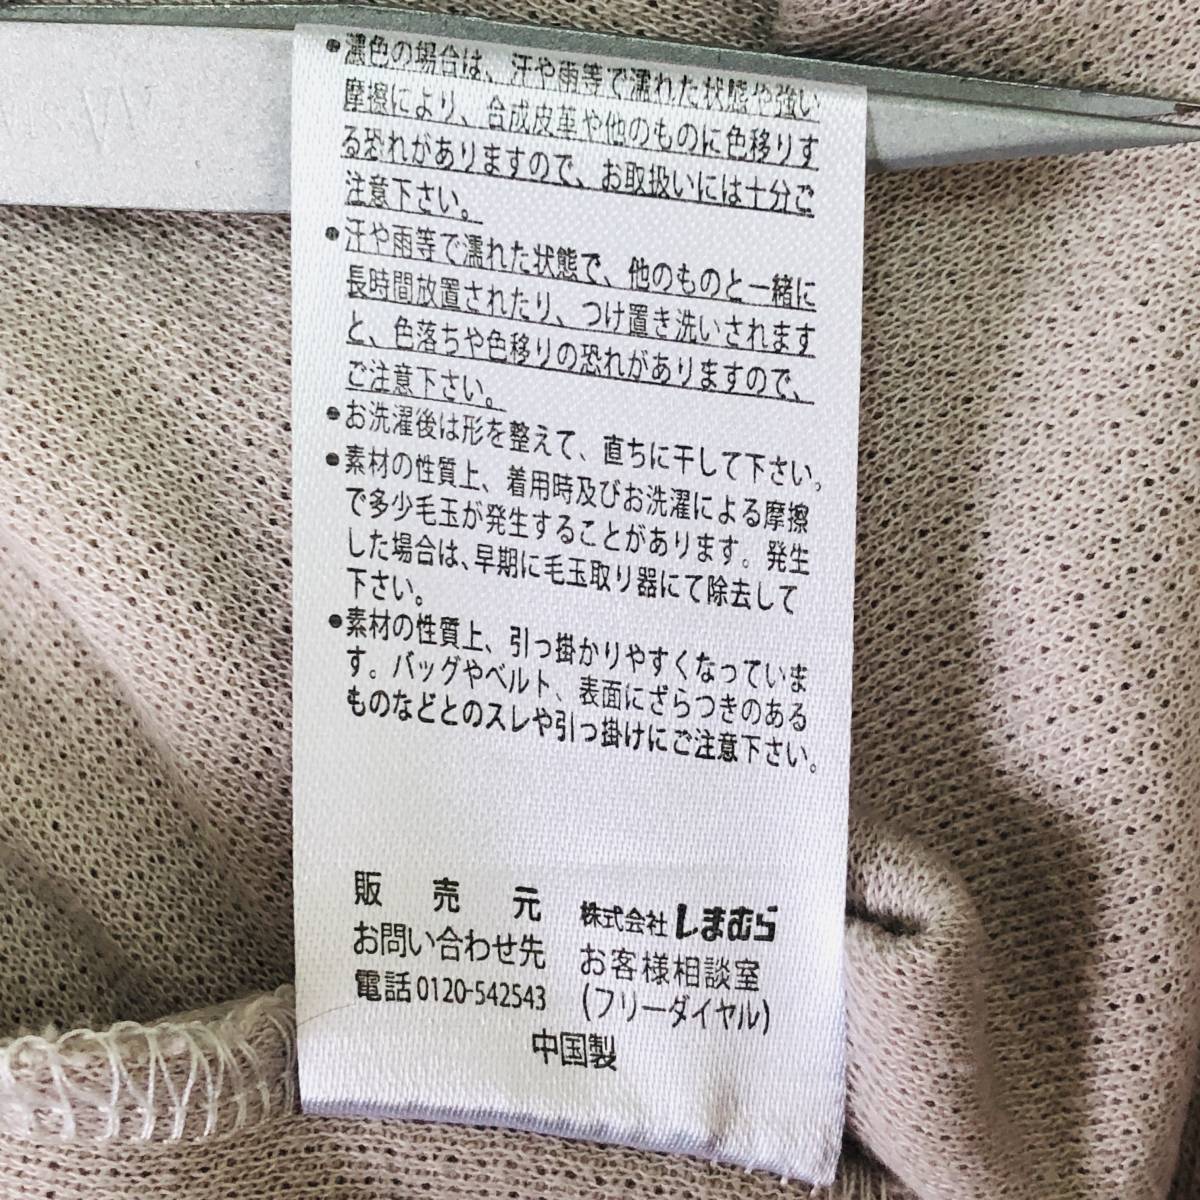 ●濃色の場合は、汗や雨等で濡れた状態や強い
摩擦により、合成皮革や他のものに色移りす
る恐れがありますので、お取扱いには十分ご
注意下さい。
●汗や雨等で濡れた状態で、他のものと一緒に
長時間放置されたり、つけ置き洗いされます
と、色落ちや色移りの恐れがありますので、
ご注意下さい。
●お洗濯後は形を整えて、直ちに干して下さい。
●素材の性質上、着用時及びお洗濯による摩擦
で多少毛玉が発生することがあります。発生
した場合は、早期に毛玉取り器にて除去して
下さい。
●素材の性質上、引っ掛かりやすくなっていま
す。バッグやベルト、表面にざらつきのある
ものなどとのスレや引っ掛けにご注意下さい。
販売元 株式会社しまむら
お問い合わせ先 お客様相談室
電話0120-542543 (フリーダイヤル)
中国製